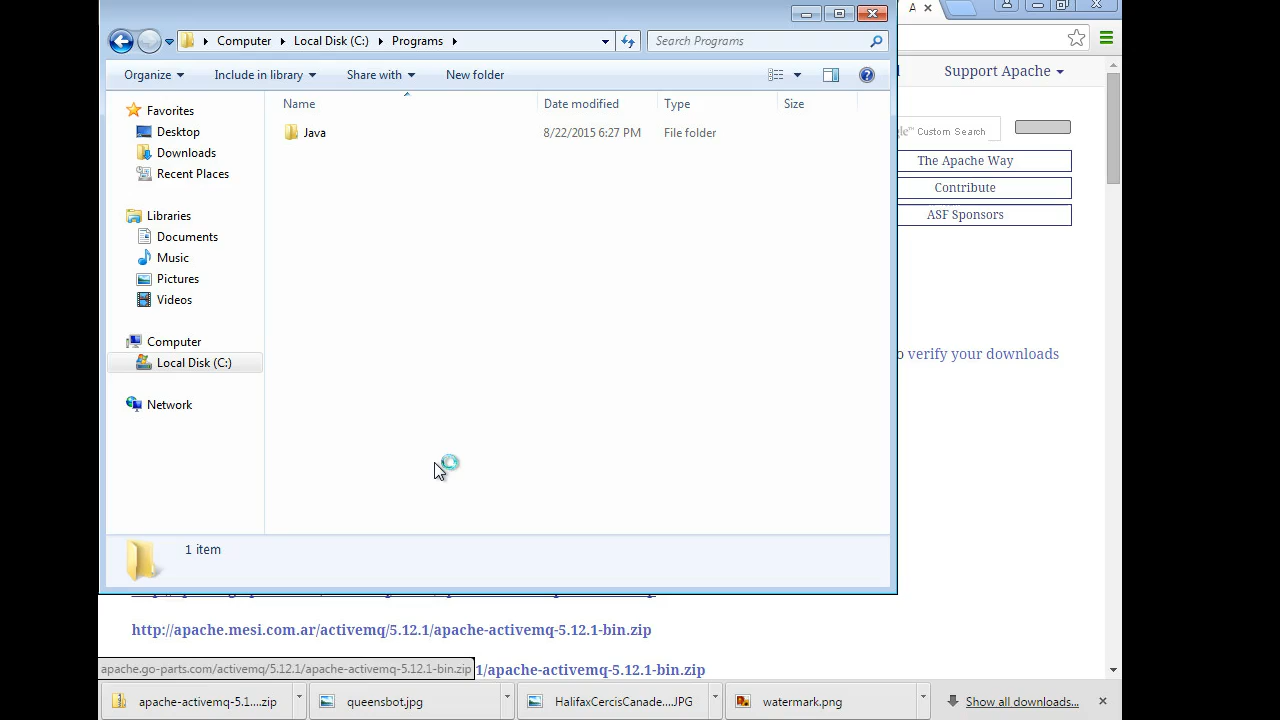 A
Computer Local Disk (C:) Programs
Search Programs
Support Apache
Organize Include in library Share with New folder
Name Date modified Type Size
Java 8/22/2015 6:27 PM File folder
Favorites
Desktop
Downloads
Recent Places
Libraries
Documents
Music
Pictures
Videos
Computer
Local Disk (C:)
Network
1 item
™ Custom Search
The Apache Way
Contribute
ASF Sponsors
verify your downloads
http://apache.mesi.com.ar/activemq/5.12.1/apache-activemq-5.12.1-bin.zip
1/apache-activemq-5.12.1-bin.zip
apache.go-parts.com/activemq/5.12.1/apache-activemq-5.12.1-bin.zip
apache-activemq-5.1....zip queensbot.jpg HalifaxCercisCanade....JPG watermark.png Show all downloads...